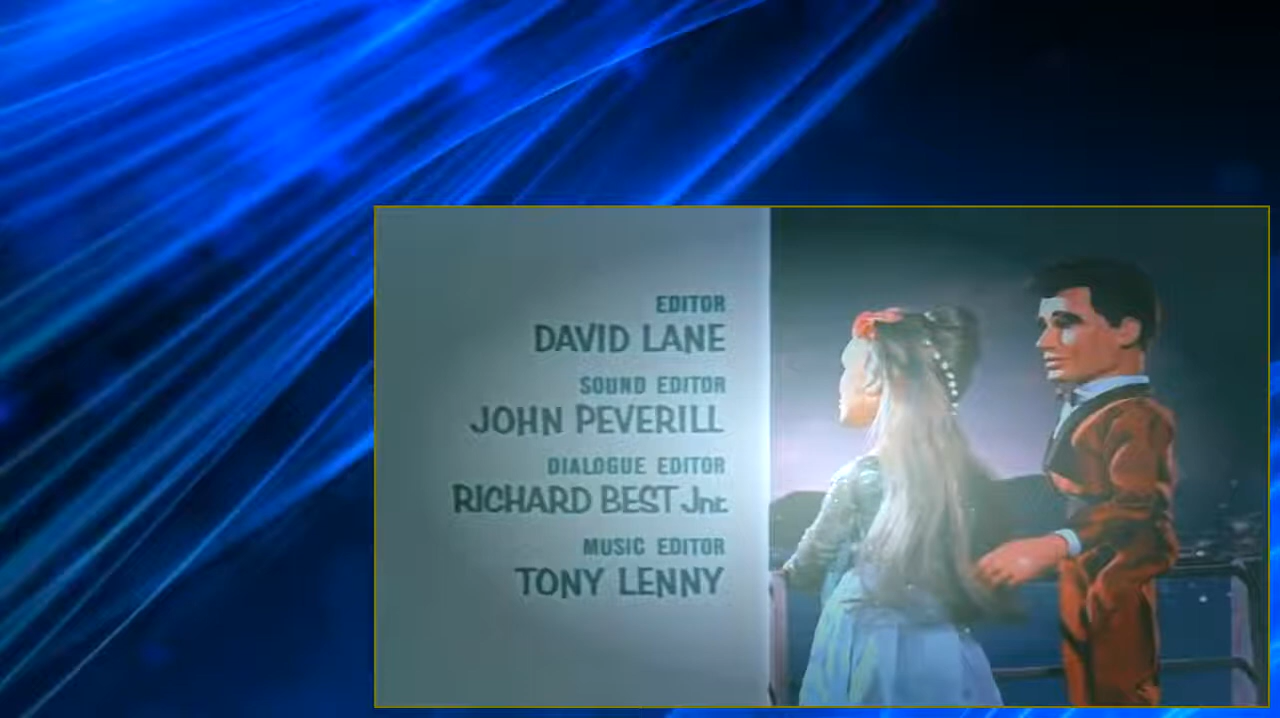 EDITOR
DAVID LANE
SOUND EDITOR
JOHN PEVERILL
DIALOGUE EDITOR
RICHARD BEST Jnr.
MUSIC EDITOR
TONY LENNY